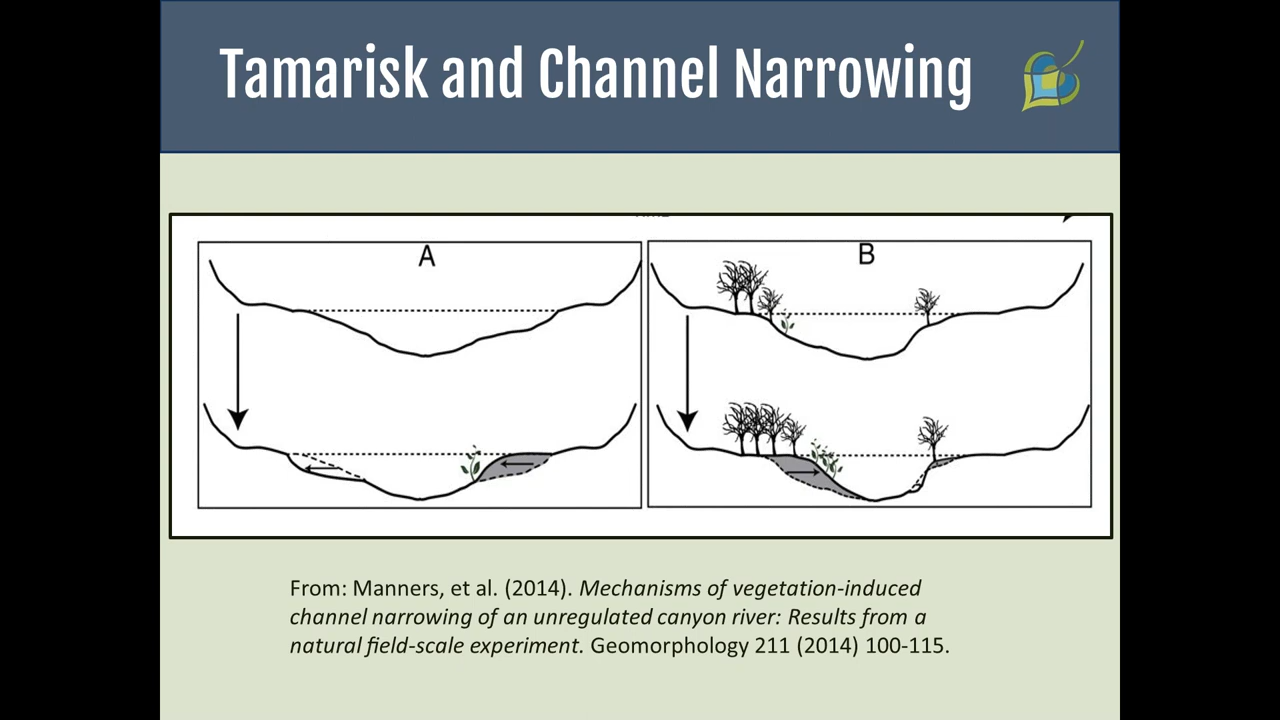 Tamarisk and Channel Narrowing
A
B
From: Manners, et al. (2014). Mechanisms of vegetation-induced
channel narrowing of an unregulated canyon river: Results from a
natural field-scale experiment. Geomorphology 211 (2014) 100-115.